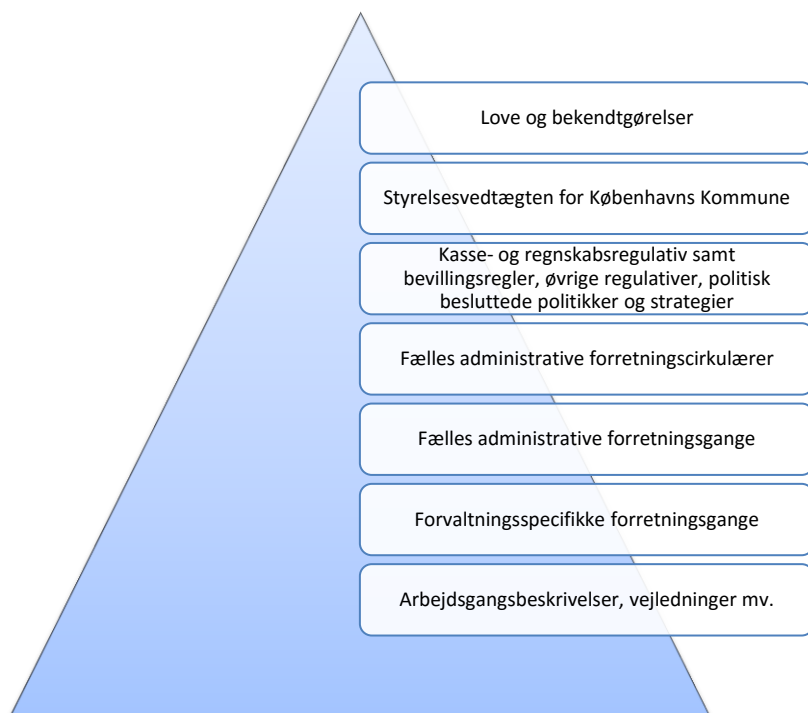 Love og bekendtgørelser
Styrelsesvedtægten for Københavns Kommune
Kasse- og regnskabsregulativ samt
bevillingsregler, øvrige regulativer, politisk
besluttede politikker og strategier
Fælles administrative forretningscirkulærer
Fælles administrative forretningsgange
Forvaltningsspecifikke forretningsgange
Arbejdsgangsbeskrivelser, vejledninger mv.